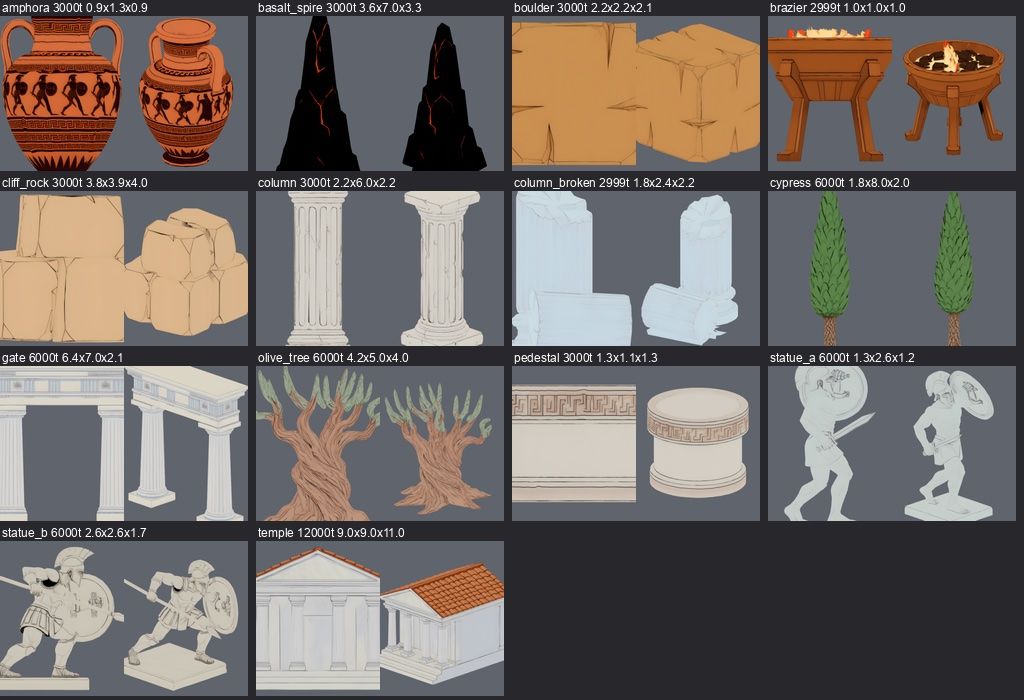 amphora 3000t 0.9x1.3x0.9
basalt_spire 3000t 3.6x7.0x3.3
boulder 3000t 2.2x2.2x2.1
brazier 2999t 1.0x1.0x1.0
cliff_rock 3000t 3.8x3.9x4.0
column 3000t 2.2x6.0x2.2
column_broken 2999t 1.8x2.4x2.2
cypress 6000t 1.8x8.0x2.0
gate 6000t 6.4x7.0x2.1
olive_tree 6000t 4.2x5.0x4.0
pedestal 3000t 1.3x1.1x1.3
statue_a 6000t 1.3x2.6x1.2
statue_b 6000t 2.6x2.6x1.7
temple 12000t 9.0x9.0x11.0